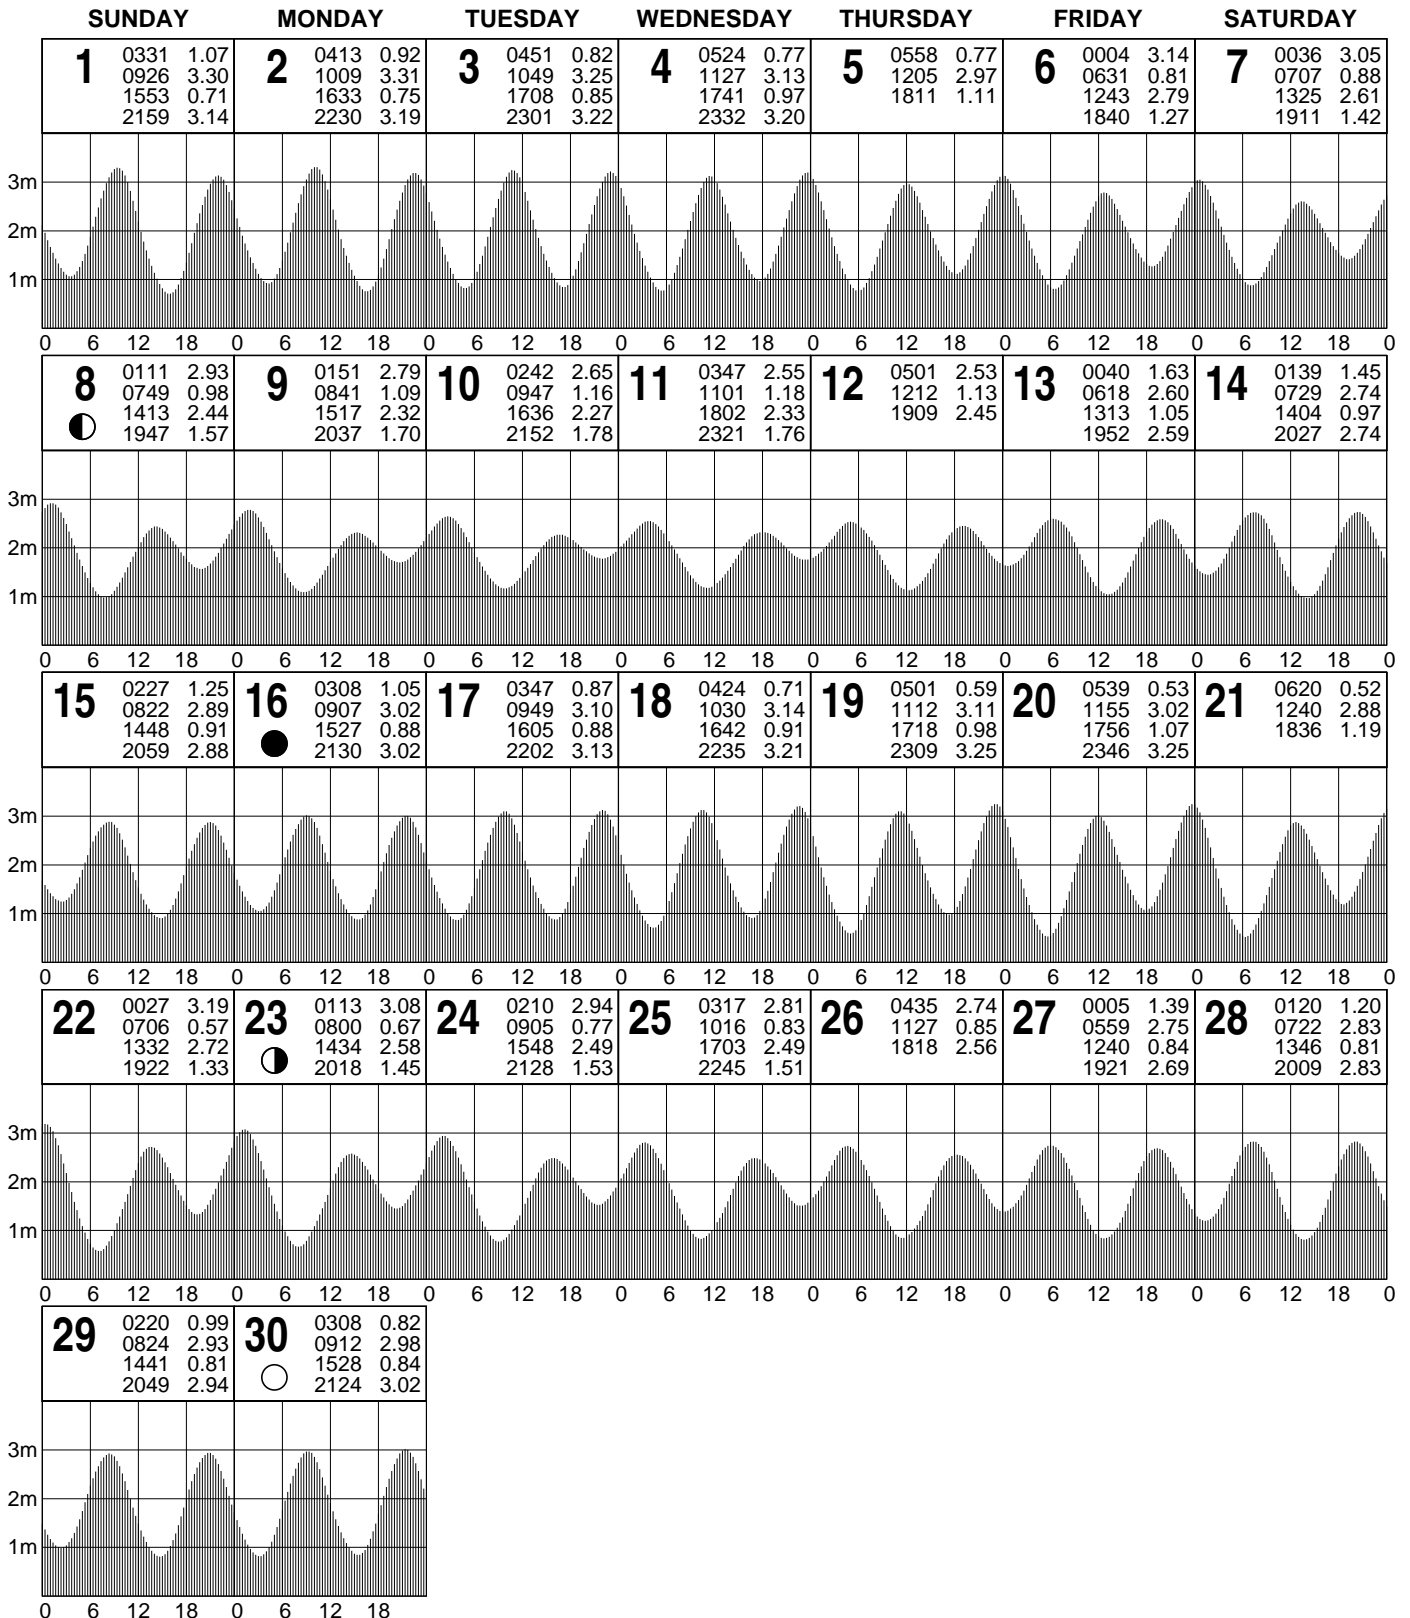 SUNDAY MONDAY TUESDAY WEDNESDAY THURSDAY FRIDAY SATURDAY
1 0331 1.07
0926 3.30
1553 0.71
2159 3.14
2 0413 0.92
1009 3.31
1633 0.75
2230 3.19
3 0451 0.82
1049 3.25
1708 0.85
2301 3.22
4 0524 0.77
1127 3.13
1741 0.97
2332 3.20
5 0558 0.77
1205 2.97
1811 1.11
6 0004 3.14
0631 0.81
1243 2.79
1840 1.27
7 0036 3.05
0707 0.88
1325 2.61
1911 1.42
3m
2m
1m
0 6 12 18 0 6 12 18 0 6 12 18 0 6 12 18 0 6 12 18 0 6 12 18 0 6 12 18 0
8 0111 2.93
0749 0.98
1413 2.44
1947 1.57
9 0151 2.79
0841 1.09
1517 2.32
2037 1.70
10 0242 2.65
0947 1.16
1636 2.27
2152 1.78
11 0347 2.55
1101 1.18
1802 2.33
2321 1.76
12 0501 2.53
1212 1.13
1909 2.45
13 0040 1.63
0618 2.60
1313 1.05
1952 2.59
14 0139 1.45
0729 2.74
1404 0.97
2027 2.74
3m
2m
1m
0 6 12 18 0 6 12 18 0 6 12 18 0 6 12 18 0 6 12 18 0 6 12 18 0 6 12 18 0
15 0227 1.25
0822 2.89
1448 0.91
2059 2.88
16 0308 1.05
0907 3.02
1527 0.88
2130 3.02
17 0347 0.87
0949 3.10
1605 0.88
2202 3.13
18 0424 0.71
1030 3.14
1642 0.91
2235 3.21
19 0501 0.59
1112 3.11
1718 0.98
2309 3.25
20 0539 0.53
1155 3.02
1756 1.07
2346 3.25
21 0620 0.52
1240 2.88
1836 1.19
3m
2m
1m
0 6 12 18 0 6 12 18 0 6 12 18 0 6 12 18 0 6 12 18 0 6 12 18 0 6 12 18 0
22 0027 3.19
0706 0.57
1332 2.72
1922 1.33
23 0113 3.08
0800 0.67
1434 2.58
2018 1.45
24 0210 2.94
0905 0.77
1548 2.49
2128 1.53
25 0317 2.81
1016 0.83
1703 2.49
2245 1.51
26 0435 2.74
1127 0.85
1818 2.56
27 0005 1.39
0559 2.75
1240 0.84
1921 2.69
28 0120 1.20
0722 2.83
1346 0.81
2009 2.83
3m
2m
1m
0 6 12 18 0 6 12 18 0 6 12 18 0 6 12 18 0 6 12 18 0 6 12 18 0 6 12 18 0
29 0220 0.99
0824 2.93
1441 0.81
2049 2.94
30 0308 0.82
0912 2.98
1528 0.84
2124 3.02
3m
2m
1m
0 6 12 18 0 6 12 18